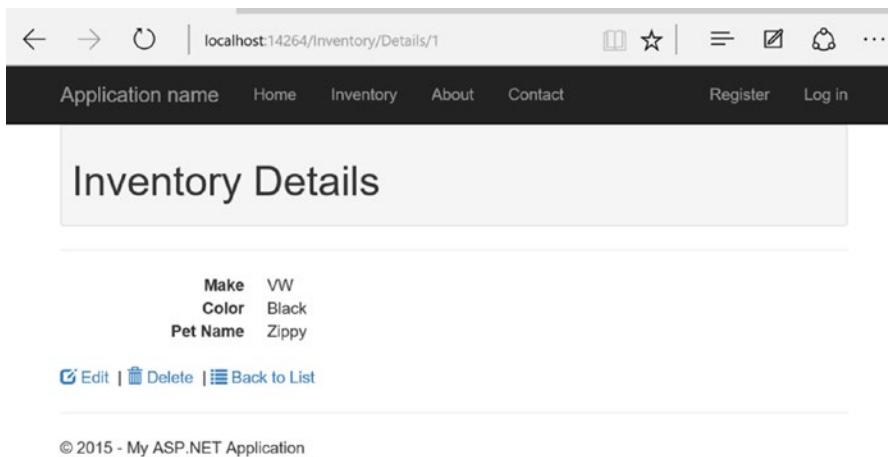 localhost:14264/Inventory/Details/1
Application name Home Inventory About Contact Register Log in
Inventory Details
Make VW
Color Black
Pet Name Zippy
Edit | Delete | Back to List
© 2015 - My ASP.NET Application